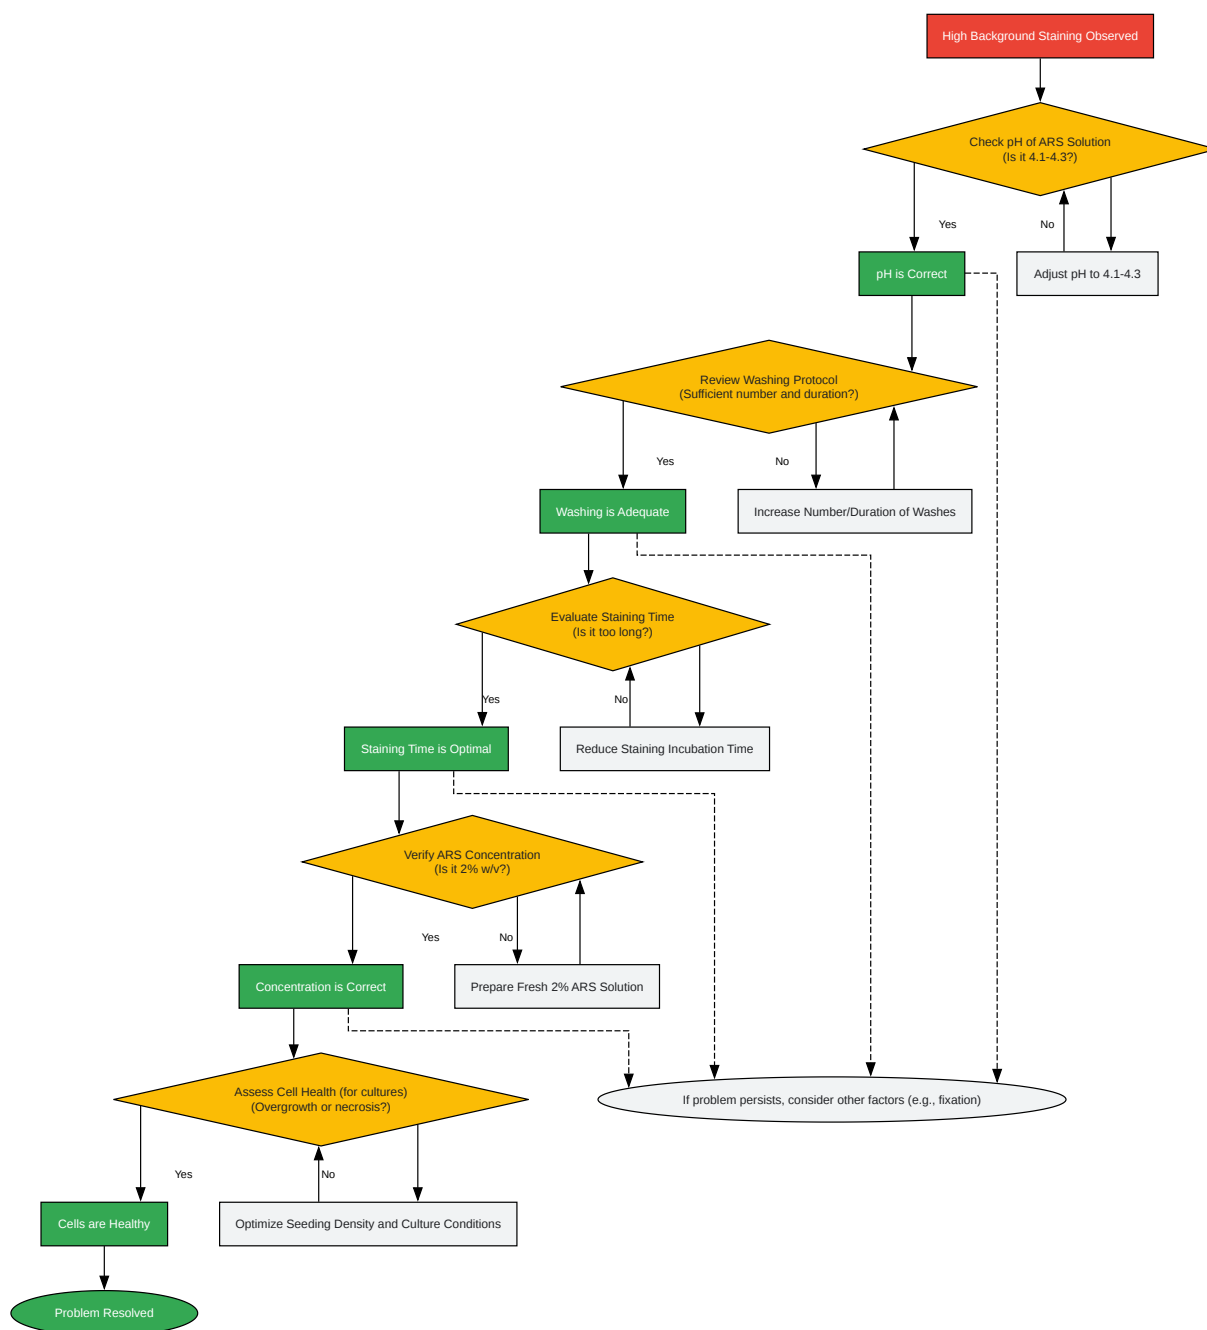 High Background Staining Observed
Check pH of ARS Solution
(Is it 4.1-4.3?)
Yes
No
pH is Correct
Adjust pH to 4.1-4.3
Review Washing Protocol
(Sufficient number and duration?)
Yes
No
Washing is Adequate
Increase Number/Duration of Washes
Evaluate Staining Time
(Is it too long?)
Yes
No
Staining Time is Optimal
Reduce Staining Incubation Time
Verify ARS Concentration
(Is it 2% w/v?)
Yes
No
Concentration is Correct
Prepare Fresh 2% ARS Solution
Assess Cell Health (for cultures)
(Overgrowth or necrosis?)
If problem persists, consider other factors (e.g., fixation)
Yes
No
Cells are Healthy
Optimize Seeding Density and Culture Conditions
Problem Resolved